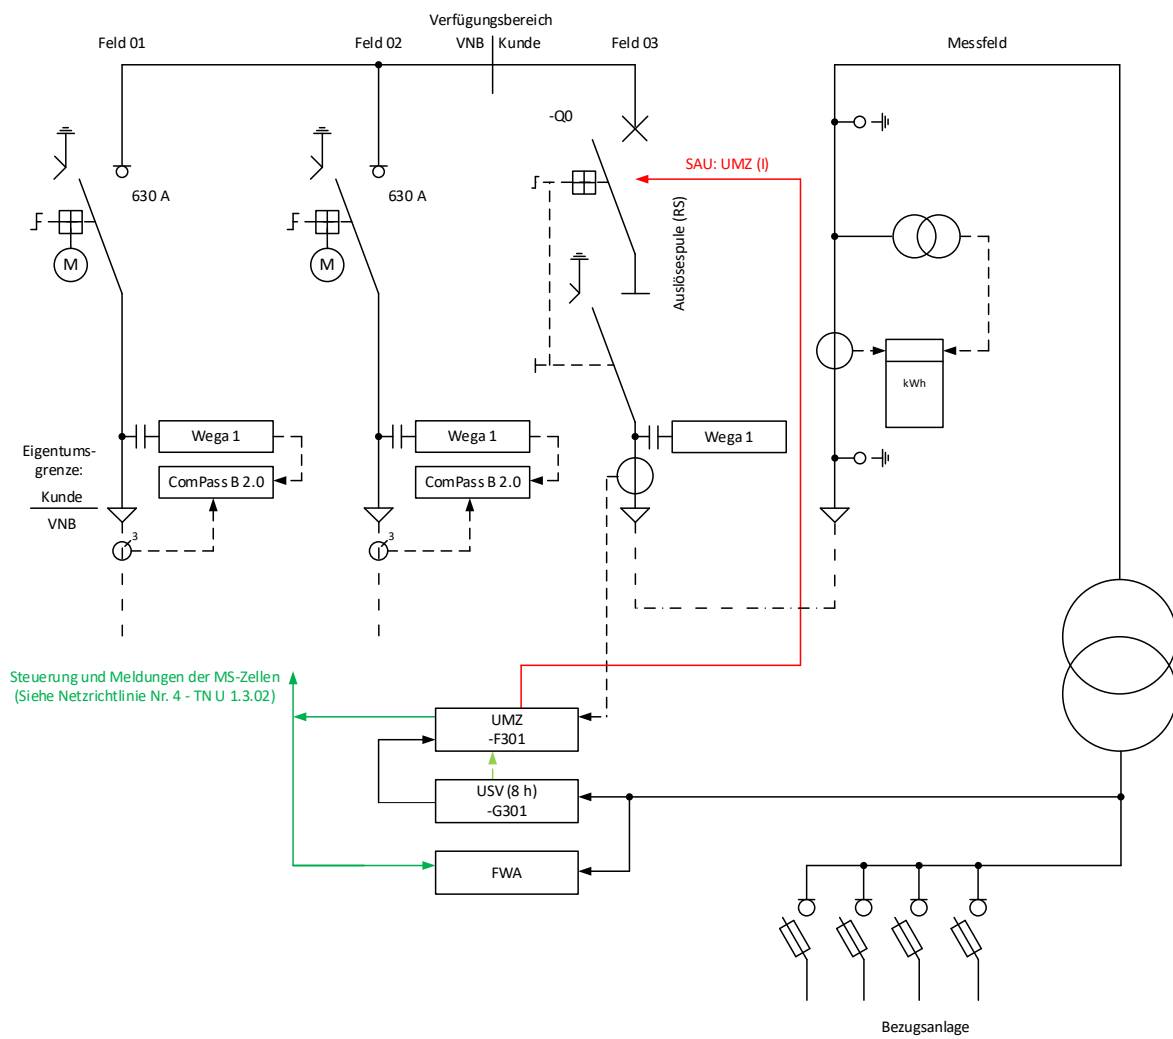 Verfügungsbereich
VNB
Kunde
Feld 01
Feld 02
Feld 03
Messfeld
-Q0
SAU: UMZ (I)
630 A
630 A
Auslösespule (RS)
M
M
kWh
Wega 1
Wega 1
Wega 1
Eigentums-
grenze:
Kunde
VNB
ComPass B 2.0
ComPass B 2.0
3
3
Steuerung und Meldungen der MS-Zellen
(Siehe Netzrichtlinie Nr. 4 - TN U 1.3.02)
UMZ
-F301
USV (8 h)
-G301
FWA
Bezugsanlage